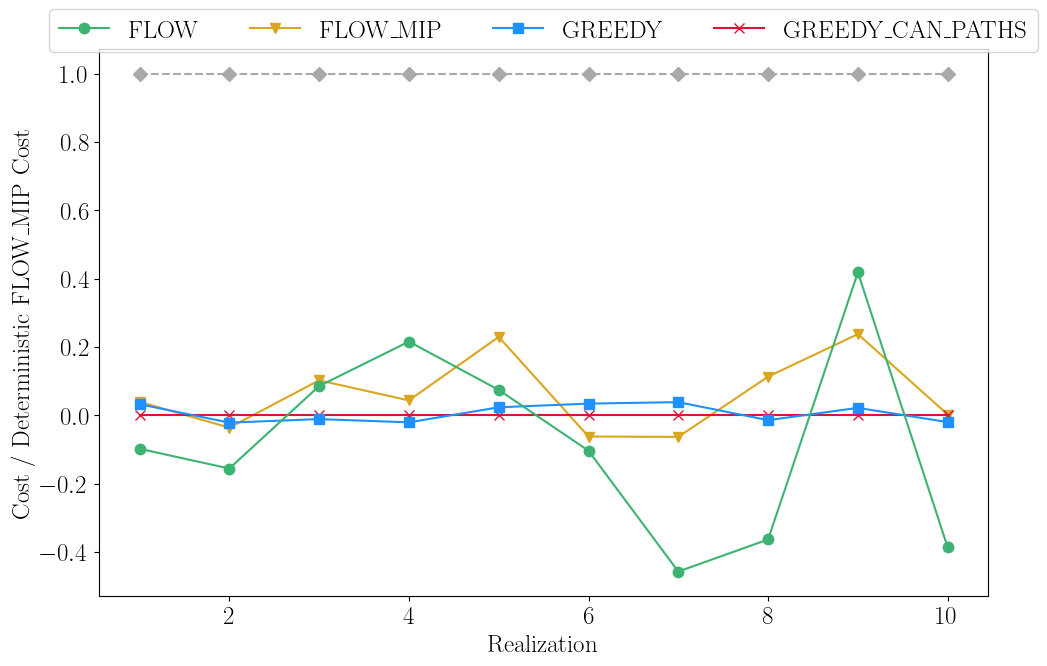 FLOW FLOW_MIP GREEDY GREEDY_CAN_PATHS
Cost / Deterministic FLOW_MIP Cost
1.0
0.8
0.6
0.4
0.2
0.0
−0.2
−0.4
2 4 6 8 10
Realization